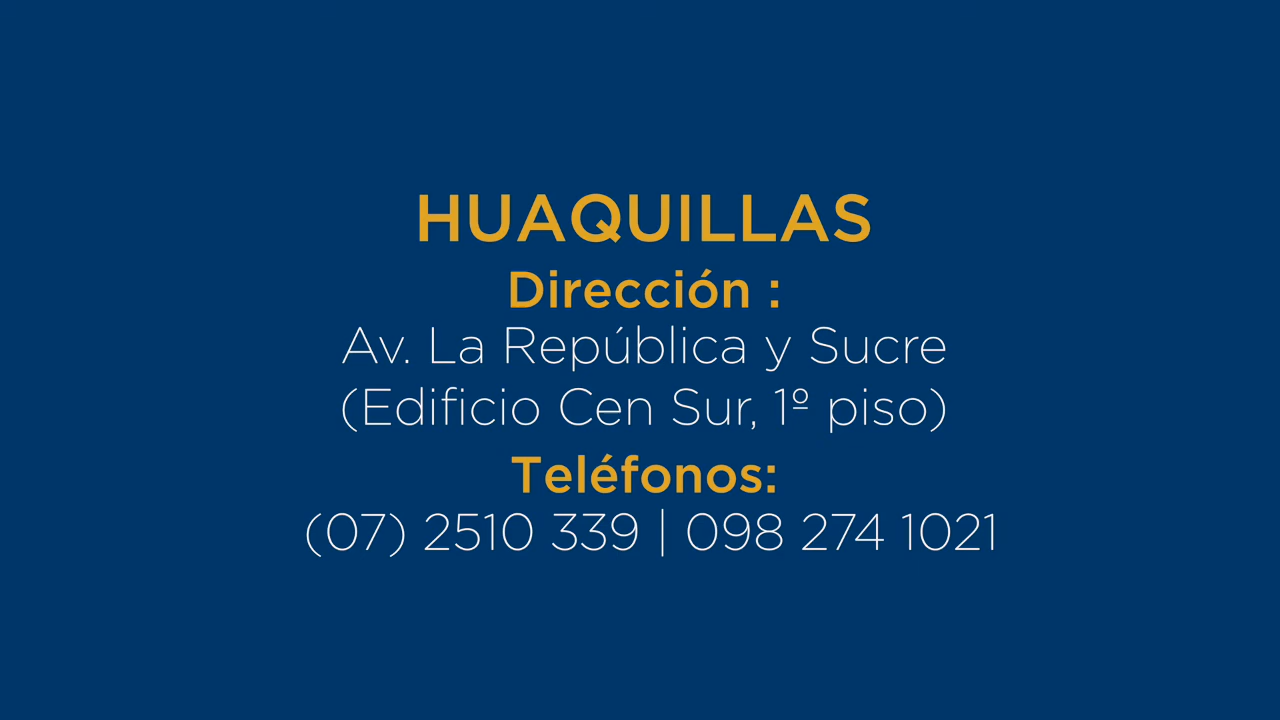 HUAQUILLAS
Dirección :
Av. La República y Sucre
(Edificio Cen Sur, 1º piso)
Teléfonos:
(07) 2510 339 | 098 274 1021